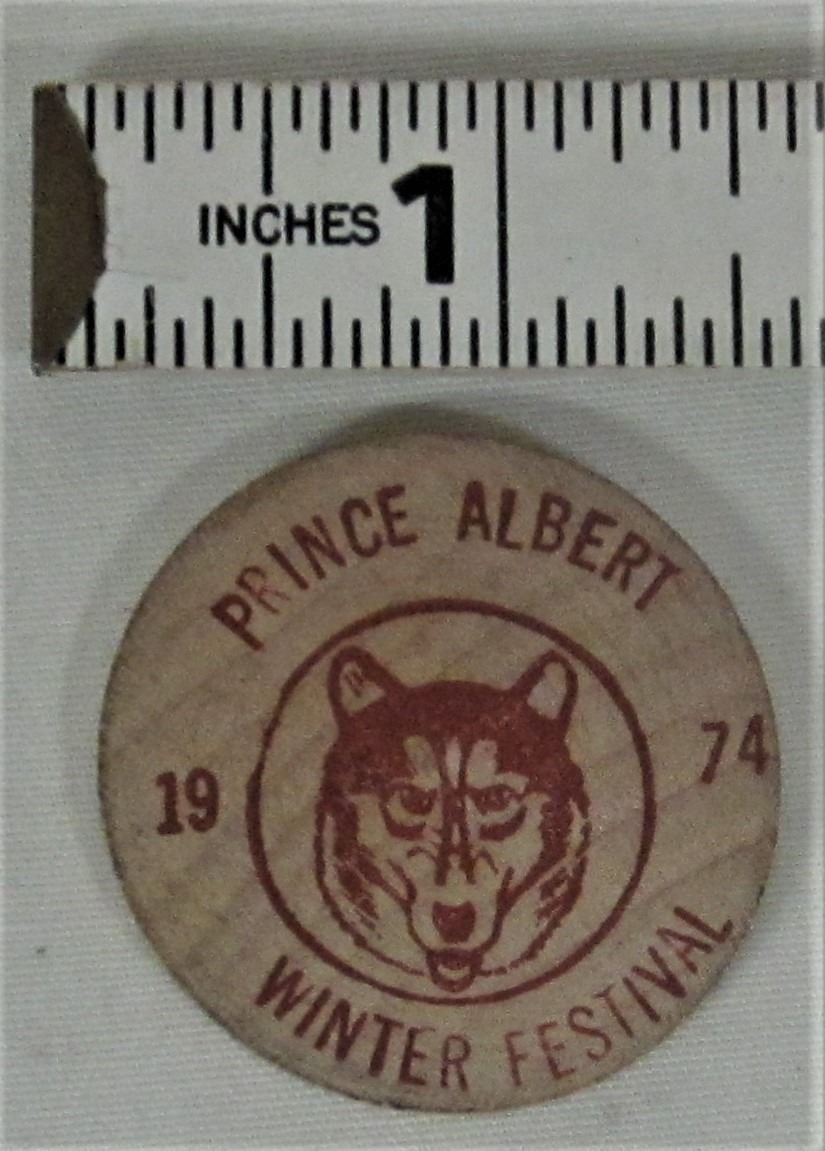 INCHES 1
PRINCE ALBERT
19 74
WINTER FESTIVAL